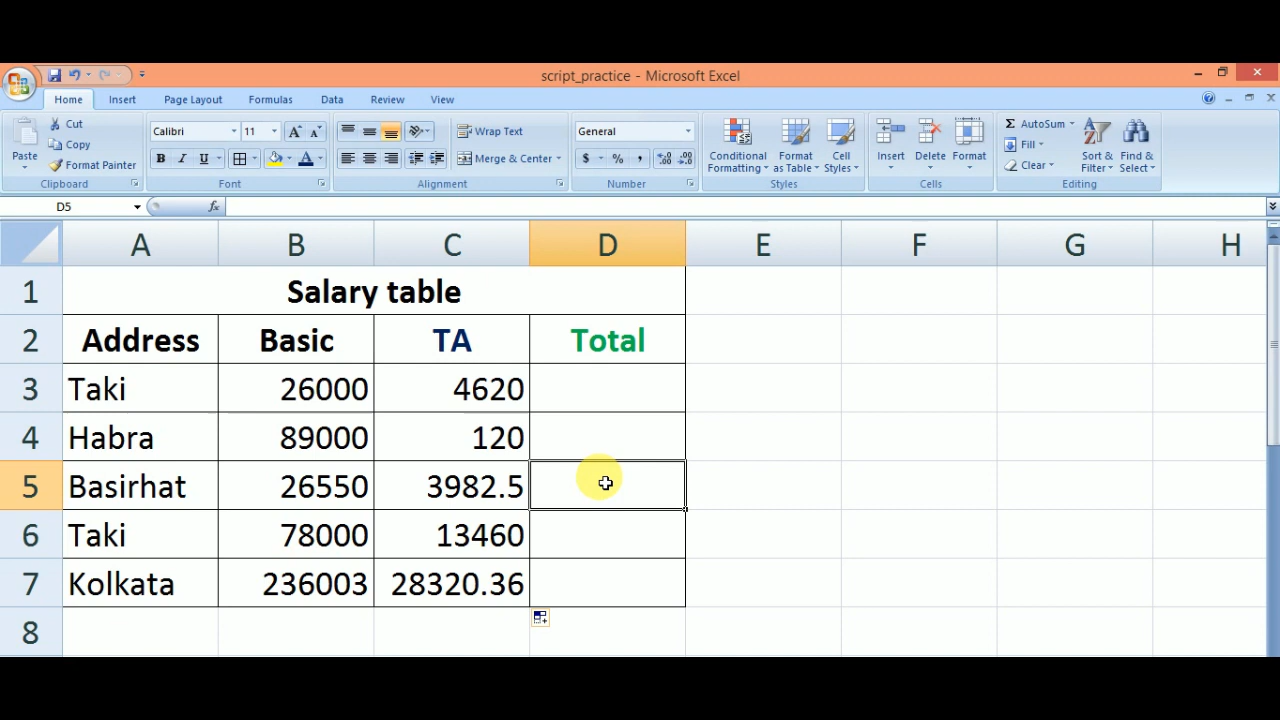 script_practice - Microsoft Excel
Home Insert Page Layout Formulas Data Review View
Paste
Cut
Copy
Format Painter
Clipboard
Calibri 11 A A
B I U A
Font
Wrap Text
Merge & Center
Alignment
General
$ % ,
Number
Conditional Formatting
Format as Table
Cell Styles
Styles
Insert Delete Format
Cells
Σ AutoSum
Fill
Clear
Sort & Filter
Find & Select
Editing
D5 fx
A B C D E F G H
1 Salary table
2 Address Basic TA Total
3 Taki 26000 4620
4 Habra 89000 120
5 Basirhat 26550 3982.5
6 Taki 78000 13460
7 Kolkata 236003 28320.36
8